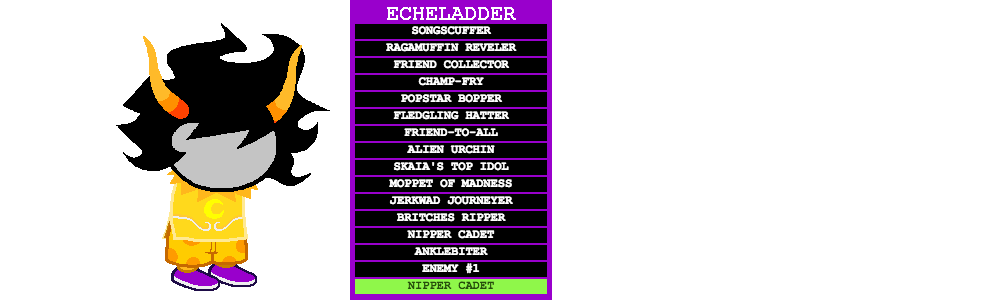 ECHELADDER
SONGSCUFFER
RAGAMUFFIN REVELER
FRIEND COLLECTOR
CHAMP-FRY
POPSTAR BOPPER
FLEDGLING HATTER
FRIEND-TO-ALL
ALIEN URCHIN
SKAIA'S TOP IDOL
MOPPET OF MADNESS
JERKWAD JOURNEYER
BRITCHES RIPPER
NIPPER CADET
ANKLEBITER
ENEMY #1
NIPPER CADET